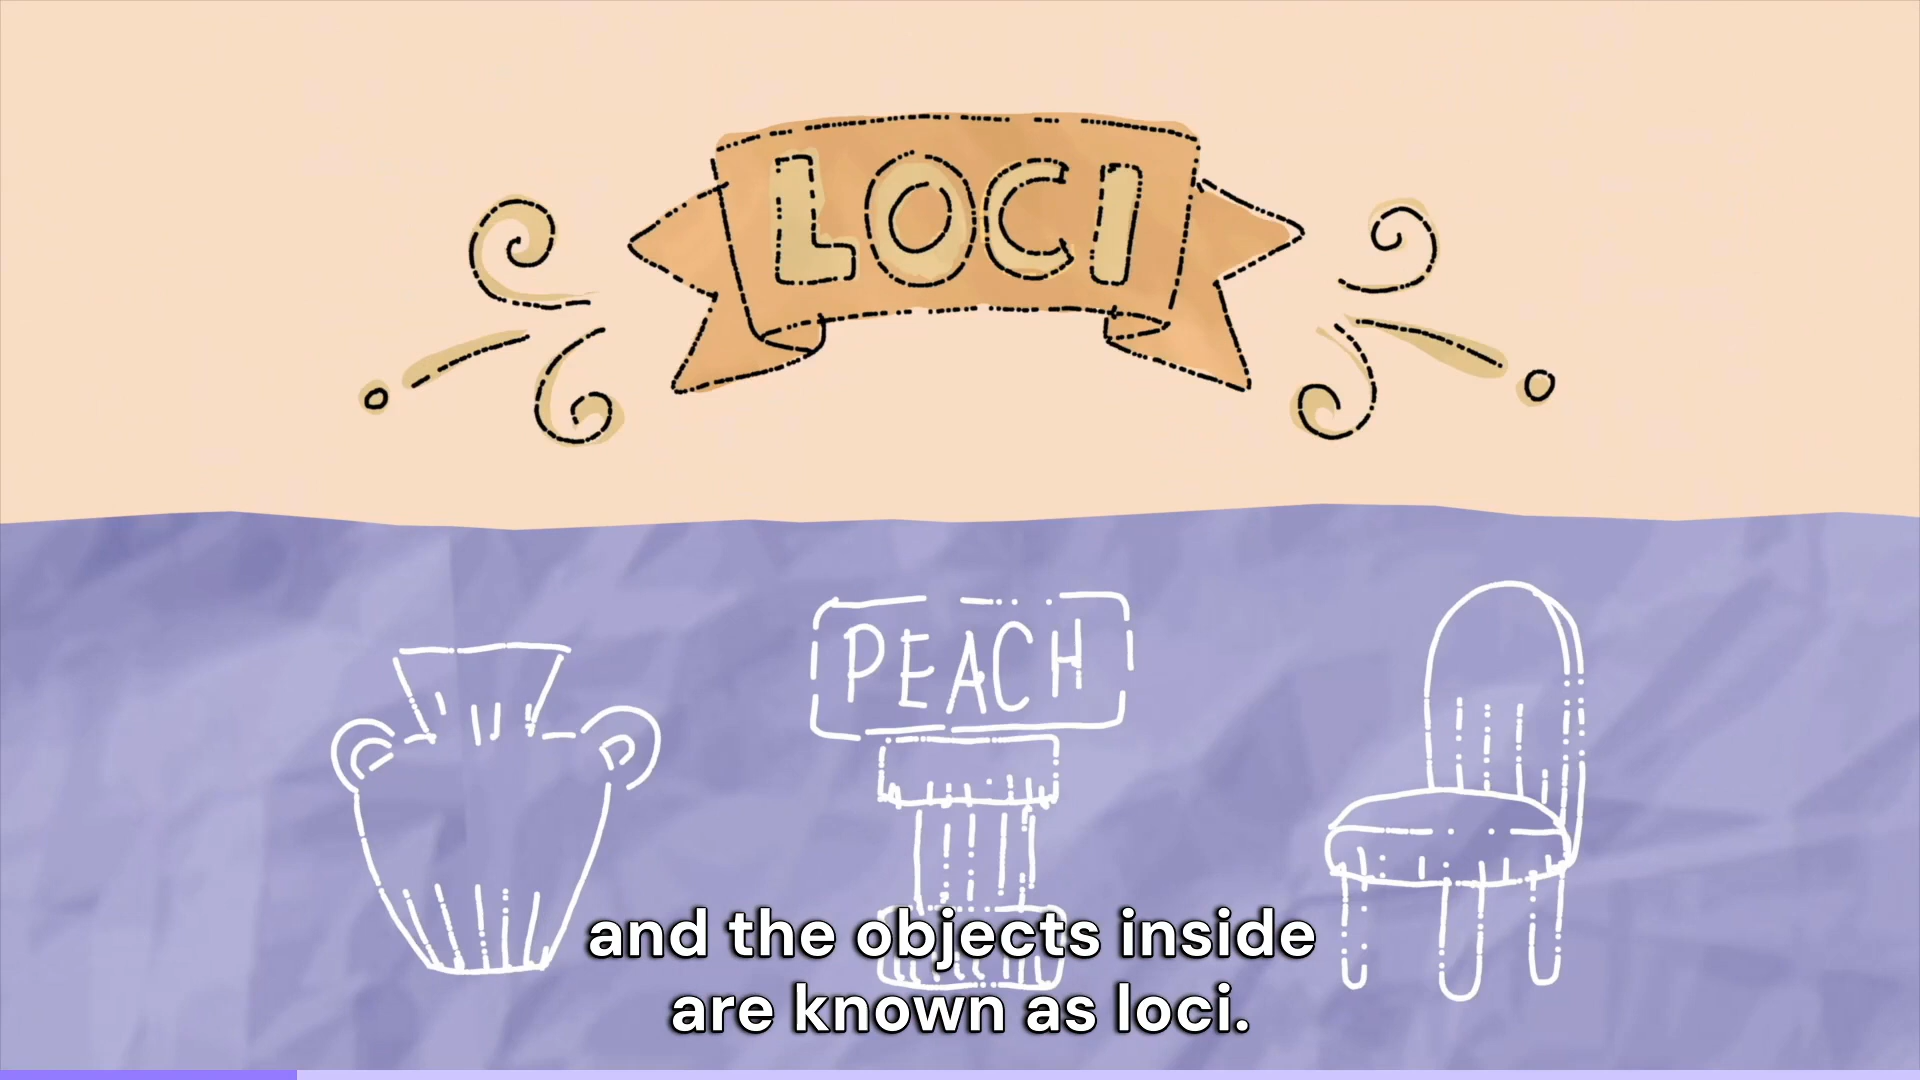 LOCI
PEACH
and the objects inside
are known as loci.